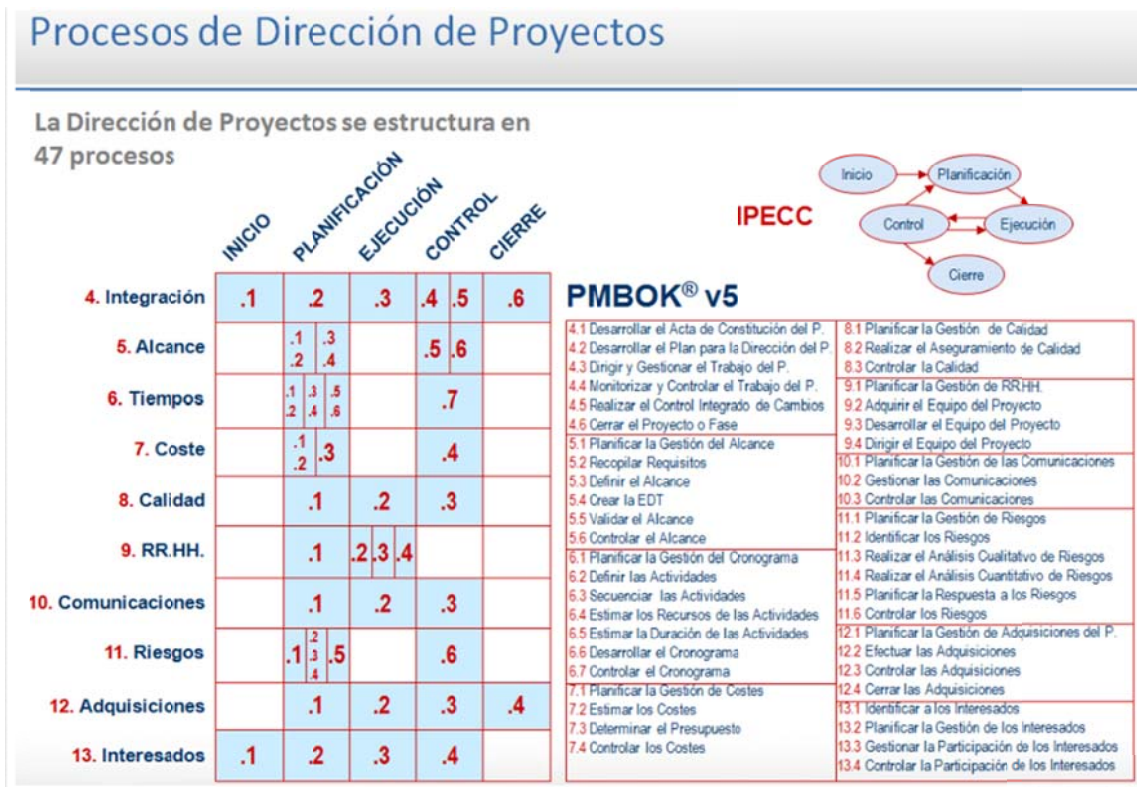 Procesos de Dirección de Proyectos
La Dirección de Proyectos se estructura en
47 procesos
INICIO
PLANIFICACIÓN
EJECUCIÓN
CONTROL
CIERRE
IPECC
Inicio
Planificación
Control
Ejecución
Cierre
4. Integración .1 .2 .3 .4 .5 .6
5. Alcance .1 .3 .5 .6
.2 .4
6. Tiempos .1 .3 .5 .7
.2 .4 .6
7. Coste .1 .3 .4
.2
8. Calidad .1 .2 .3
9. RR.HH. .1 .2 .3 .4
10. Comunicaciones .1 .2 .3
11. Riesgos .1 .2 .5 .6
.3
.4
12. Adquisiciones .1 .2 .3 .4
13. Interesados .1 .2 .3 .4
PMBOK® v5
4.1 Desarrollar el Acta de Constitución del P.
4.2 Desarrollar el Plan para la Dirección del P.
4.3 Dirigir y Gestionar el Trabajo del P.
4.4 Monitorizar y Controlar el Trabajo del P.
4.5 Realizar el Control Integrado de Cambios
4.6 Cerrar el Proyecto o Fase
5.1 Planificar la Gestión del Alcance
5.2 Recopilar Requisitos
5.3 Definir el Alcance
5.4 Crear la EDT
5.5 Validar el Alcance
5.6 Controlar el Alcance
6.1 Planificar la Gestión del Cronograma
6.2 Definir las Actividades
6.3 Secuenciar las Actividades
6.4 Estimar los Recursos de las Actividades
6.5 Estimar la Duración de las Actividades
6.6 Desarrollar el Cronograma
6.7 Controlar el Cronograma
7.1 Planificar la Gestión de Costes
7.2 Estimar los Costes
7.3 Determinar el Presupuesto
7.4 Controlar los Costes
8.1 Planificar la Gestión de Calidad
8.2 Realizar el Aseguramiento de Calidad
8.3 Controlar la Calidad
9.1 Planificar la Gestión de RR.HH.
9.2 Adquirir el Equipo del Proyecto
9.3 Desarrollar el Equipo del Proyecto
9.4 Dirigir el Equipo del Proyecto
10.1 Planificar la Gestión de las Comunicaciones
10.2 Gestionar las Comunicaciones
10.3 Controlar las Comunicaciones
11.1 Planificar la Gestión de Riesgos
11.2 Identificar los Riesgos
11.3 Realizar el Análisis Cualitativo de Riesgos
11.4 Realizar el Análisis Cuantitativo de Riesgos
11.5 Planificar la Respuesta a los Riesgos
11.6 Controlar los Riesgos
12.1 Planificar la Gestión de Adquisiciones del P.
12.2 Efectuar las Adquisiciones
12.3 Controlar las Adquisiciones
12.4 Cerrar las Adquisiciones
13.1 Identificar a los Interesados
13.2 Planificar la Gestión de los Interesados
13.3 Gestionar la Participación de los Interesados
13.4 Controlar la Participación de los Interesados